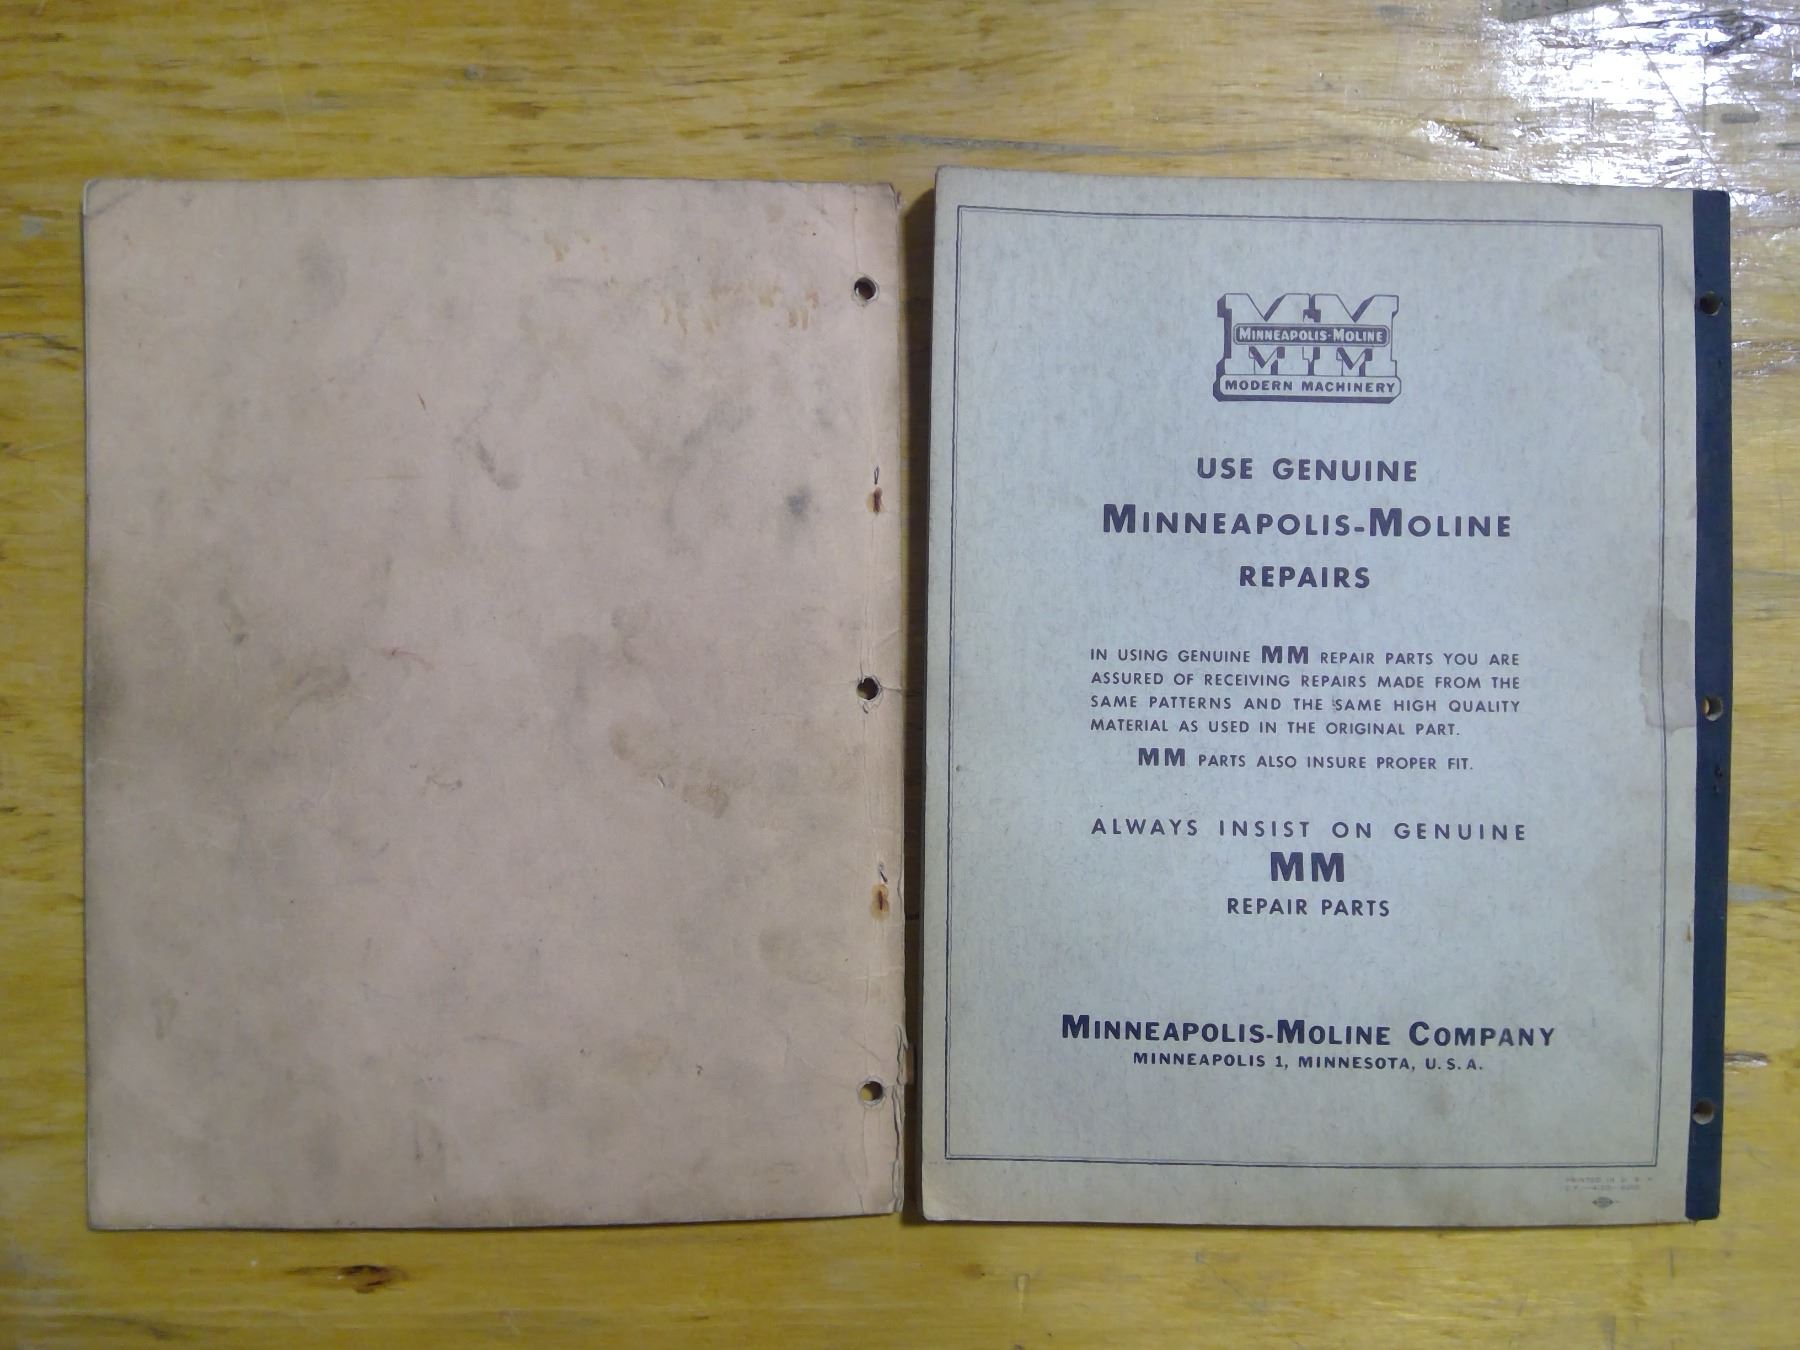 MINNEAPOLIS-MOLINE
MODERN MACHINERY
USE GENUINE
MINNEAPOLIS-MOLINE
REPAIRS
IN USING GENUINE MM REPAIR PARTS YOU ARE
ASSURED OF RECEIVING REPAIRS MADE FROM THE
SAME PATTERNS AND THE SAME HIGH QUALITY
MATERIAL AS USED IN THE ORIGINAL PART.
MM PARTS ALSO INSURE PROPER FIT.
ALWAYS INSIST ON GENUINE
MM
REPAIR PARTS
MINNEAPOLIS-MOLINE COMPANY
MINNEAPOLIS 1, MINNESOTA, U.S.A.
PRINTED IN U. S. A.